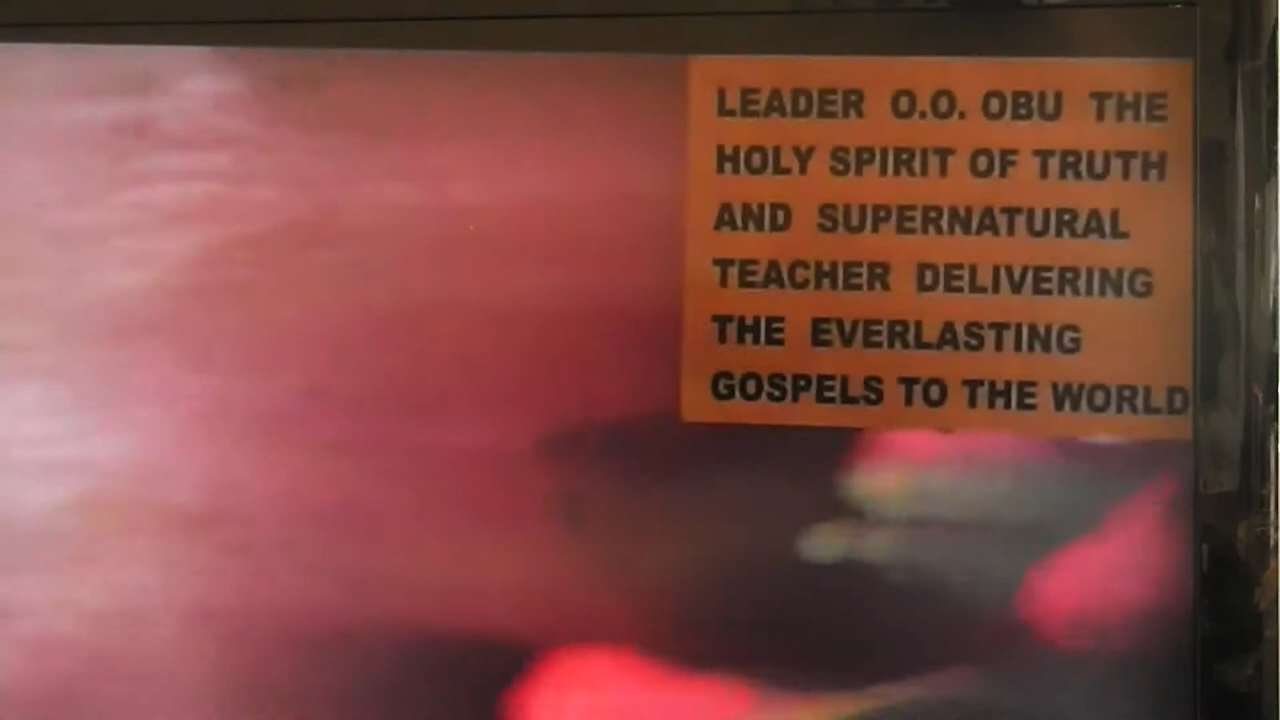 LEADER O.O. OBU THE
HOLY SPIRIT OF TRUTH
AND SUPERNATURAL
TEACHER DELIVERING
THE EVERLASTING
GOSPELS TO THE WORLD